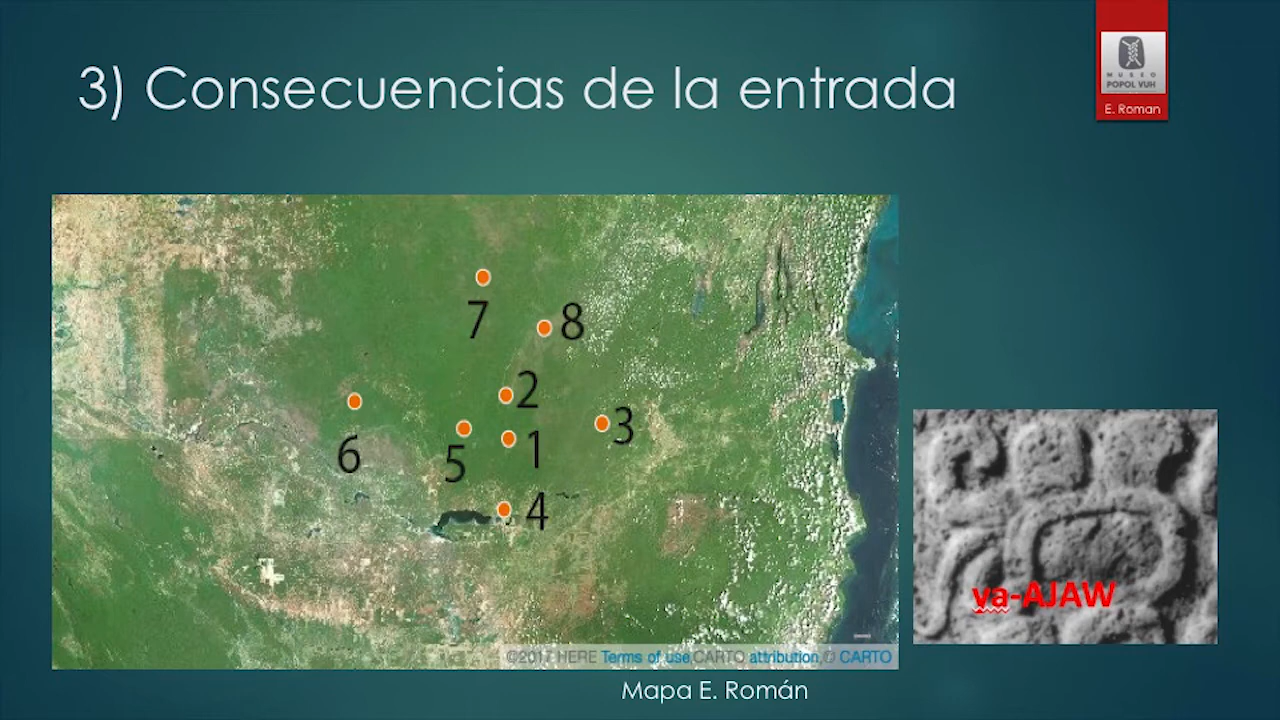 3) Consecuencias de la entrada
MUSEO
POPOL VUH
E. Roman
7
8
2
3
6
5
1
4
ya-AJAW
©2017 HERE Terms of use,CARTO attribution,© CARTO
Mapa E. Román